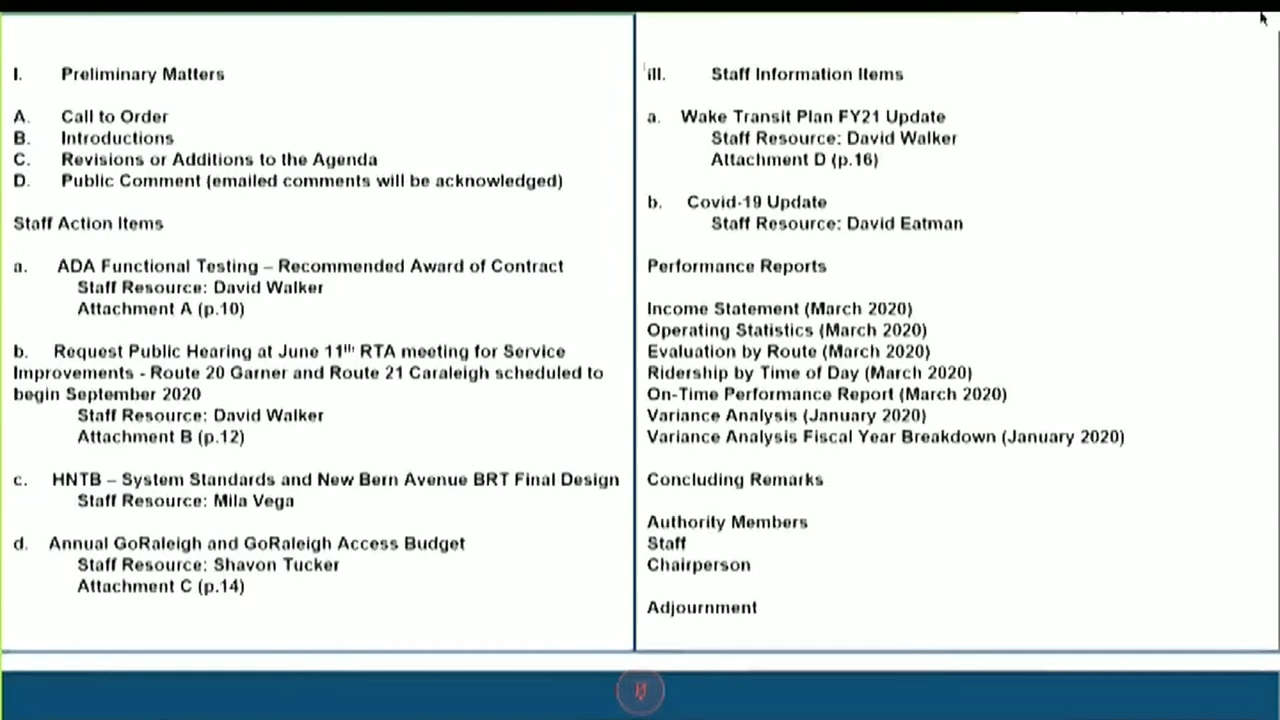 I. Preliminary Matters
A. Call to Order
B. Introductions
C. Revisions or Additions to the Agenda
D. Public Comment (emailed comments will be acknowledged)
Staff Action Items
a. ADA Functional Testing – Recommended Award of Contract
Staff Resource: David Walker
Attachment A (p.10)
b. Request Public Hearing at June 11th RTA meeting for Service
Improvements - Route 20 Garner and Route 21 Caraleigh scheduled to
begin September 2020
Staff Resource: David Walker
Attachment B (p.12)
c. HNTB – System Standards and New Bern Avenue BRT Final Design
Staff Resource: Mila Vega
d. Annual GoRaleigh and GoRaleigh Access Budget
Staff Resource: Shavon Tucker
Attachment C (p.14)
III. Staff Information Items
a. Wake Transit Plan FY21 Update
Staff Resource: David Walker
Attachment D (p.16)
b. Covid-19 Update
Staff Resource: David Eatman
Performance Reports
Income Statement (March 2020)
Operating Statistics (March 2020)
Evaluation by Route (March 2020)
Ridership by Time of Day (March 2020)
On-Time Performance Report (March 2020)
Variance Analysis (January 2020)
Variance Analysis Fiscal Year Breakdown (January 2020)
Concluding Remarks
Authority Members
Staff
Chairperson
Adjournment